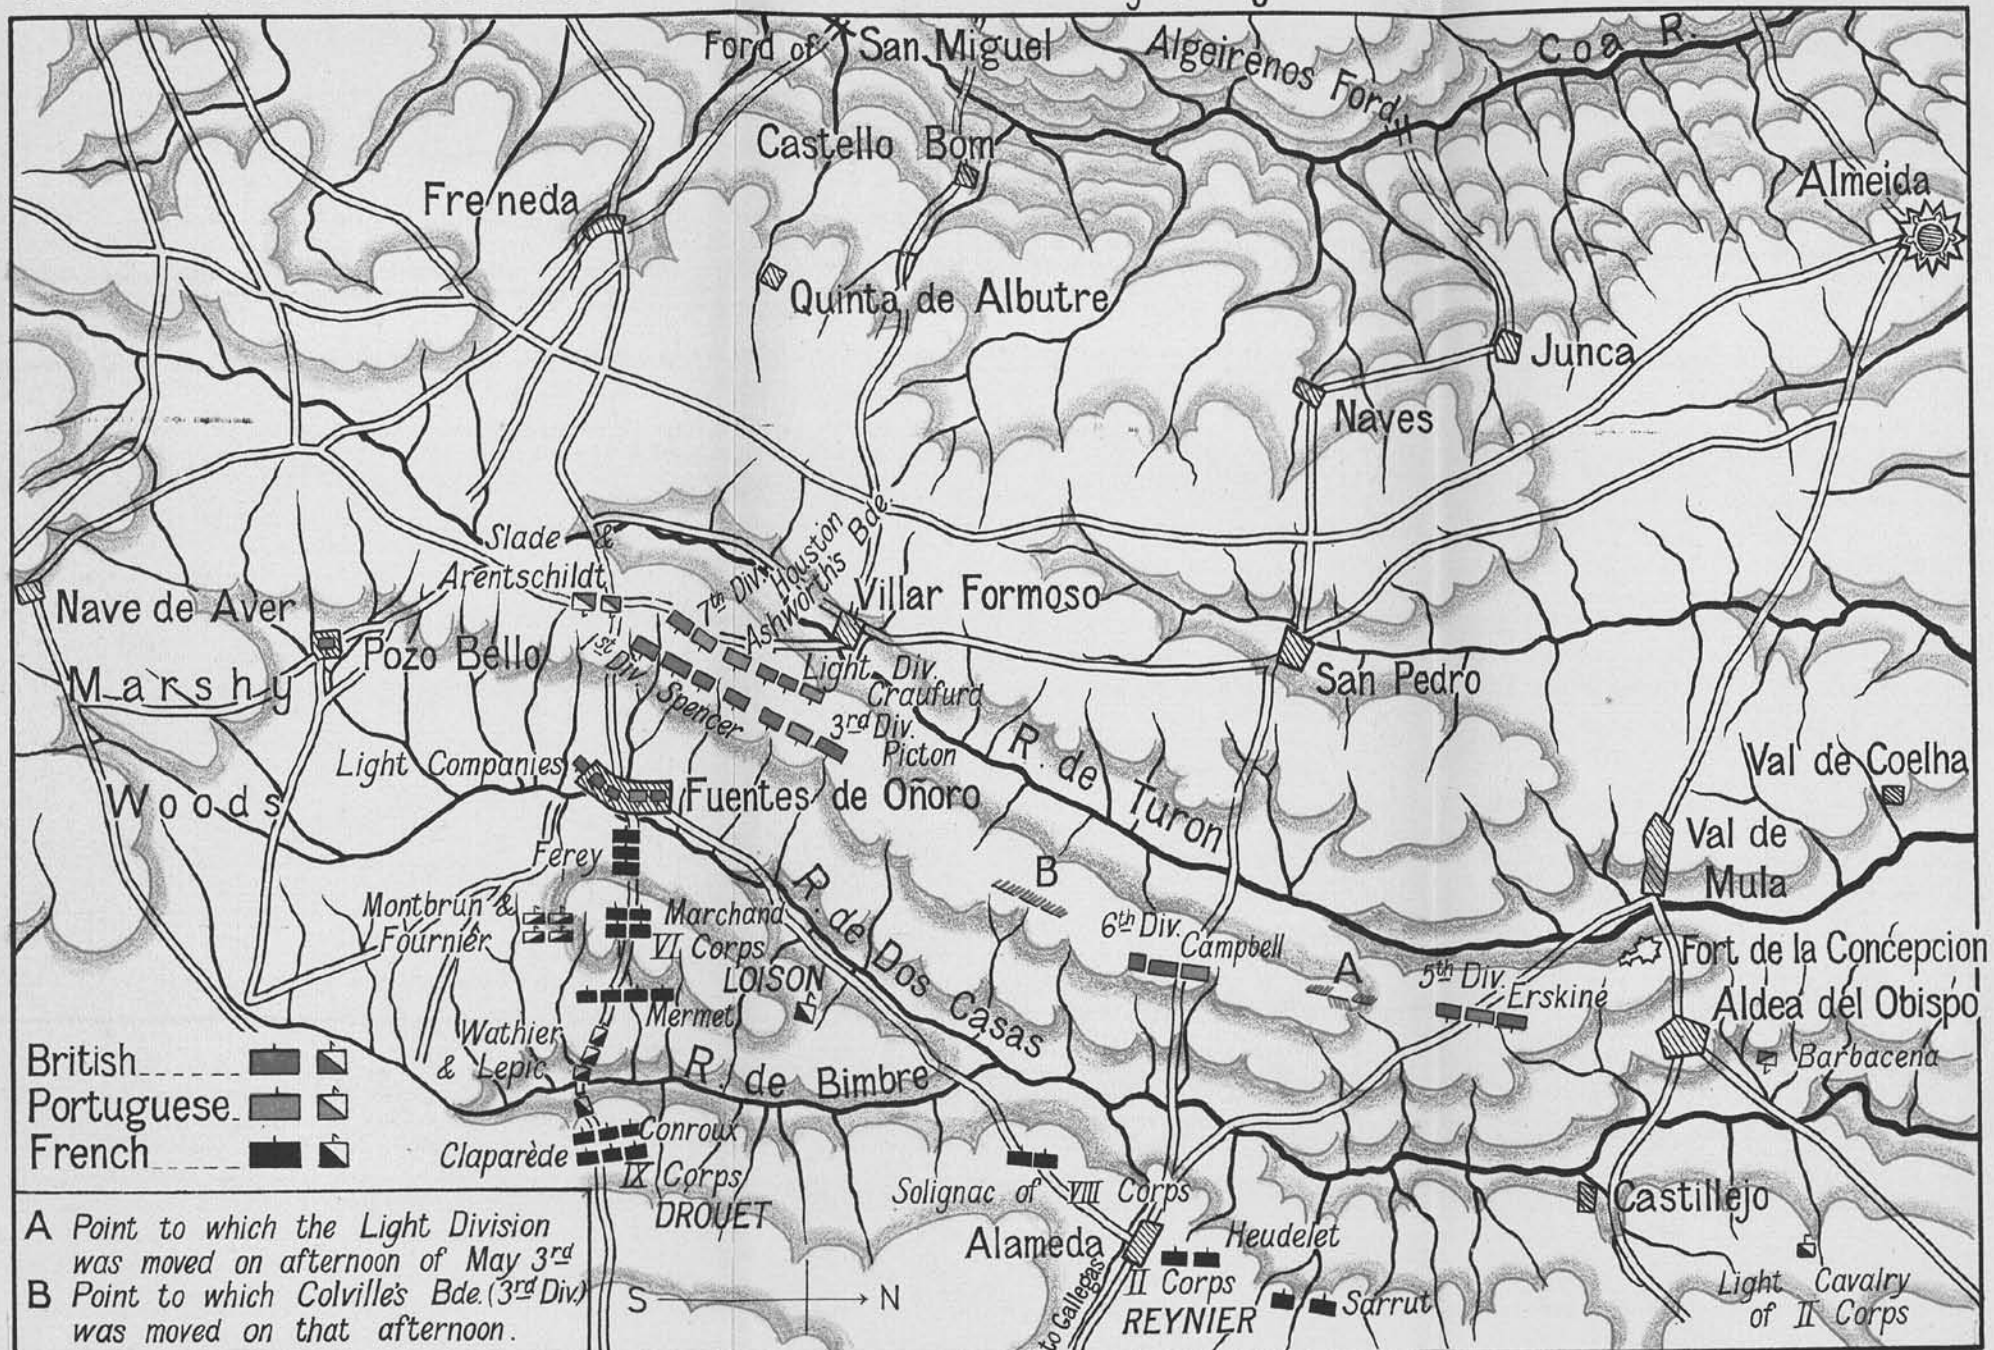 Ford of San Miguel
Algeirenos Ford
Coa R.
Castello Bom
Freneda
Almeida
Quinta de Albutre
Junca
Naves
Slade &
Arentschildt
7th Div. Houston
Ashworth's Bde.
Villar Formoso
Nave de Aver
Pozo Bello
1st Div. Spencer
Light Div.
Craufurd
San Pedro
Marshy
3rd Div.
Picton
R. de Turon
Light Companies
Fuentes de Oñoro
Val de Coelha
Woods
Val de
Mula
Ferey
B
R. de Dos Casas
Montbrun &
Fournier
Marchand
VI Corps
LOISON
6th Div.
Campbell
A
5th Div.
Erskine
Fort de la Concepcion
Aldea del Obispo
Mermet
Wathier
& Lepic
Barbacena
R. de Bimbre
British
Portuguese
French
Conroux
Claparède
IX Corps
DROUET
Solignac of VIII Corps
Castillejo
Alameda
Heudelet
II Corps
REYNIER
Sarrut
to Gallegas
Light Cavalry
of II Corps
S N
A Point to which the Light Division
was moved on afternoon of May 3rd
B Point to which Colville's Bde. (3rd Div.)
was moved on that afternoon.